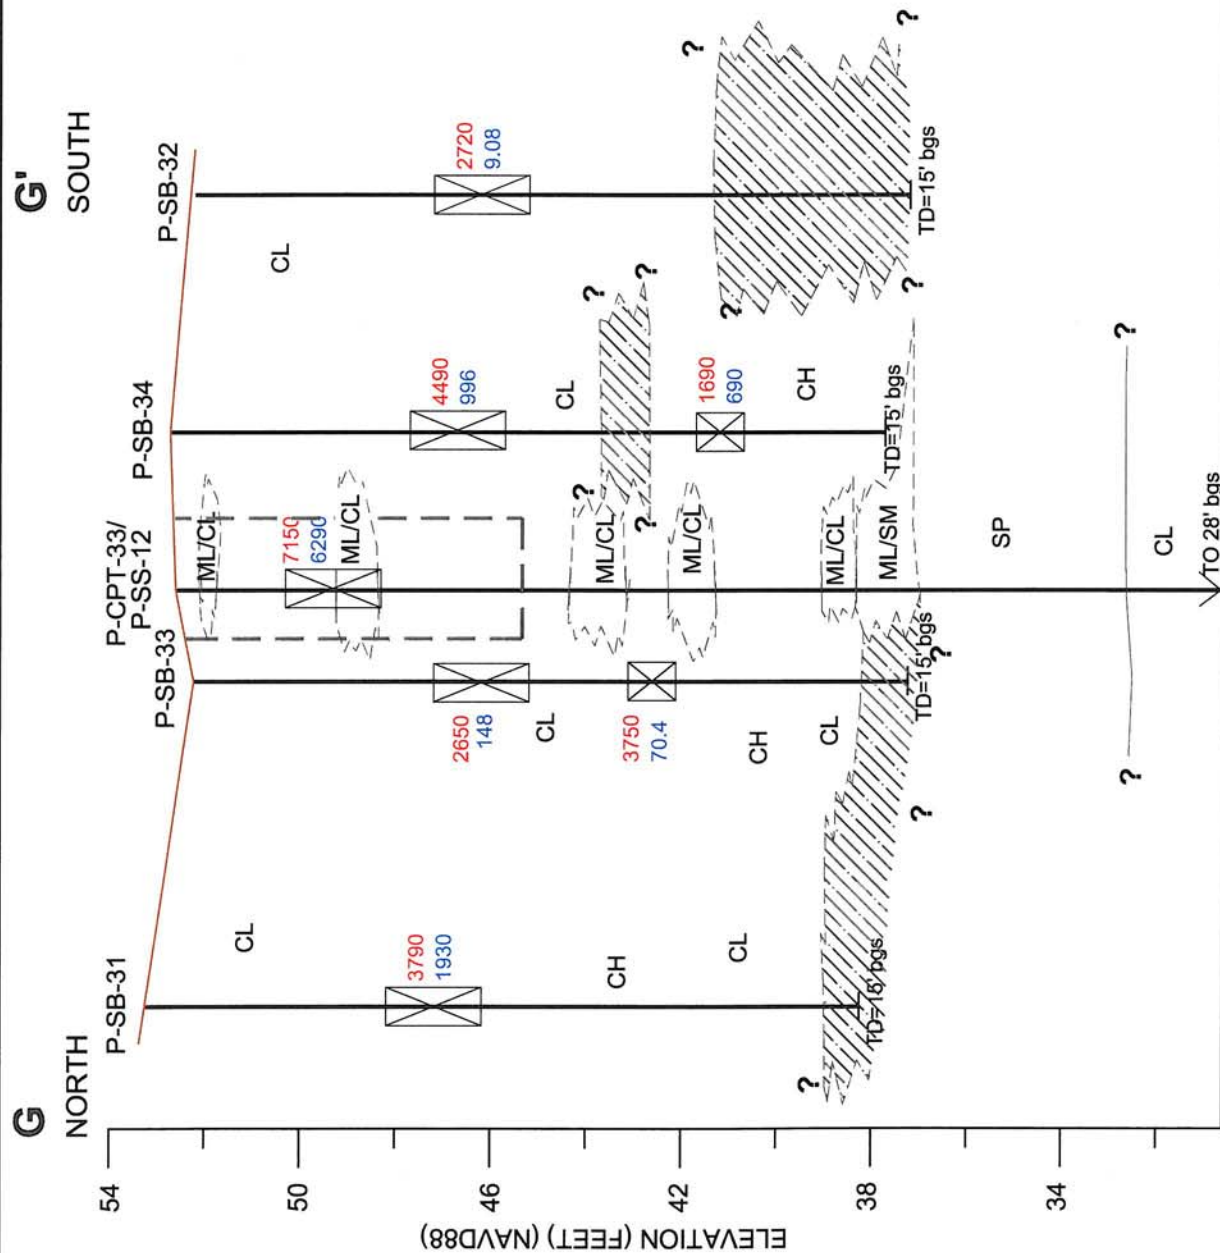 G
NORTH
G'
SOUTH
P-SB-31
P-SB-33
P-CPT-33/
P-SS-12
P-SB-34
P-SB-32
54
50
46
42
38
34
ELEVATION (FEET) (NAVD88)
CL
3790
1930
CH
CL
?
TD=15' bgs
2650
148
CL
3750
70.4
CH
CL
?
?
TD=15' bgs
?
ML/CL
7150
6290
ML/CL
ML/CL
ML/CL
ML/CL
ML/SM
SP
CL
TO 28' bgs
?
?
4490
996
CL
?
?
?
?
1690
690
CH
TD=15' bgs
CL
2720
9.08
?
?
?
?
TD=15' bgs